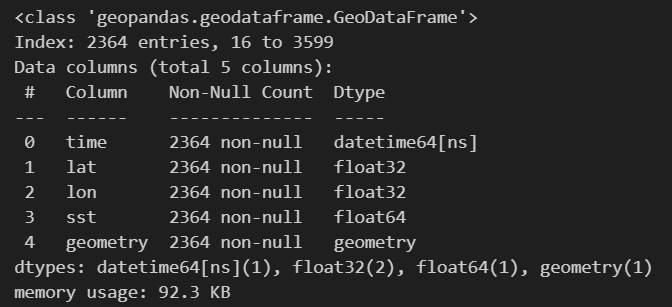 <class 'geopandas.geodataframe.GeoDataFrame'>
Index: 2364 entries, 16 to 3599
Data columns (total 5 columns):
 #   Column    Non-Null Count  Dtype
---  ------    --------------  -----
 0   time      2364 non-null   datetime64[ns]
 1   lat       2364 non-null   float32
 2   lon       2364 non-null   float32
 3   sst       2364 non-null   float64
 4   geometry  2364 non-null   geometry
dtypes: datetime64[ns](1), float32(2), float64(1), geometry(1)
memory usage: 92.3 KB